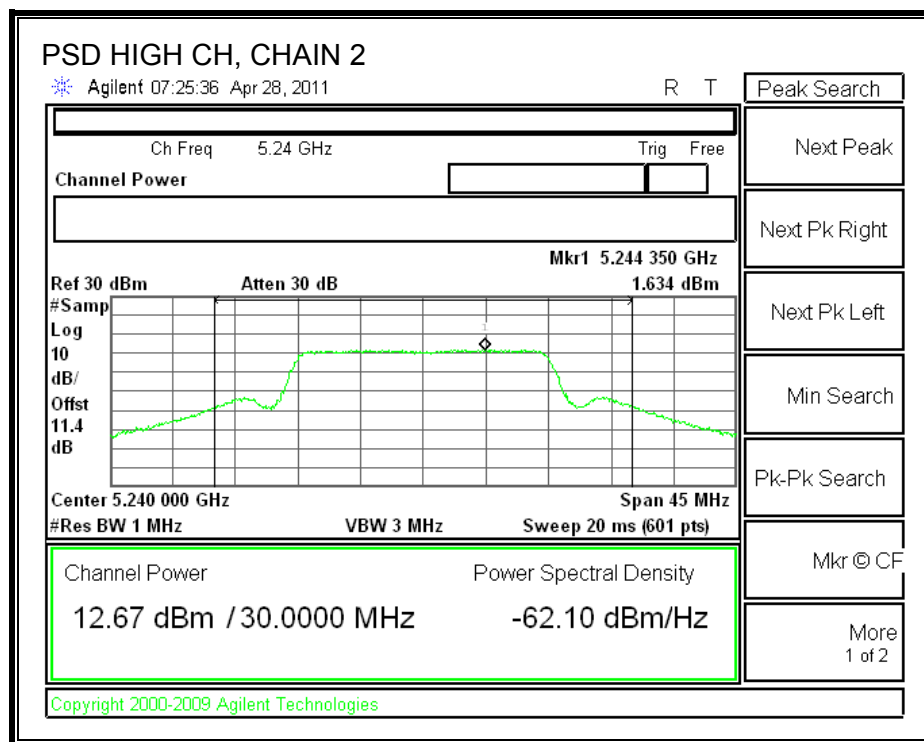 PSD HIGH CH, CHAIN 2
Agilent 07:25:36 Apr 28, 2011 R T
Peak Search
Ch Freq 5.24 GHz Trig Free
Channel Power
Next Peak
Next Pk Right
Mkr1 5.244 350 GHz
Ref 30 dBm Atten 30 dB 1.634 dBm
#Samp
Log
10
dB/
Offst
11.4
dB
1
Next Pk Left
Min Search
Pk-Pk Search
Center 5.240 000 GHz Span 45 MHz
#Res BW 1 MHz VBW 3 MHz Sweep 20 ms (601 pts)
Channel Power Power Spectral Density
12.67 dBm / 30.0000 MHz -62.10 dBm/Hz
Mkr © CF
More
1 of 2
Copyright 2000-2009 Agilent Technologies